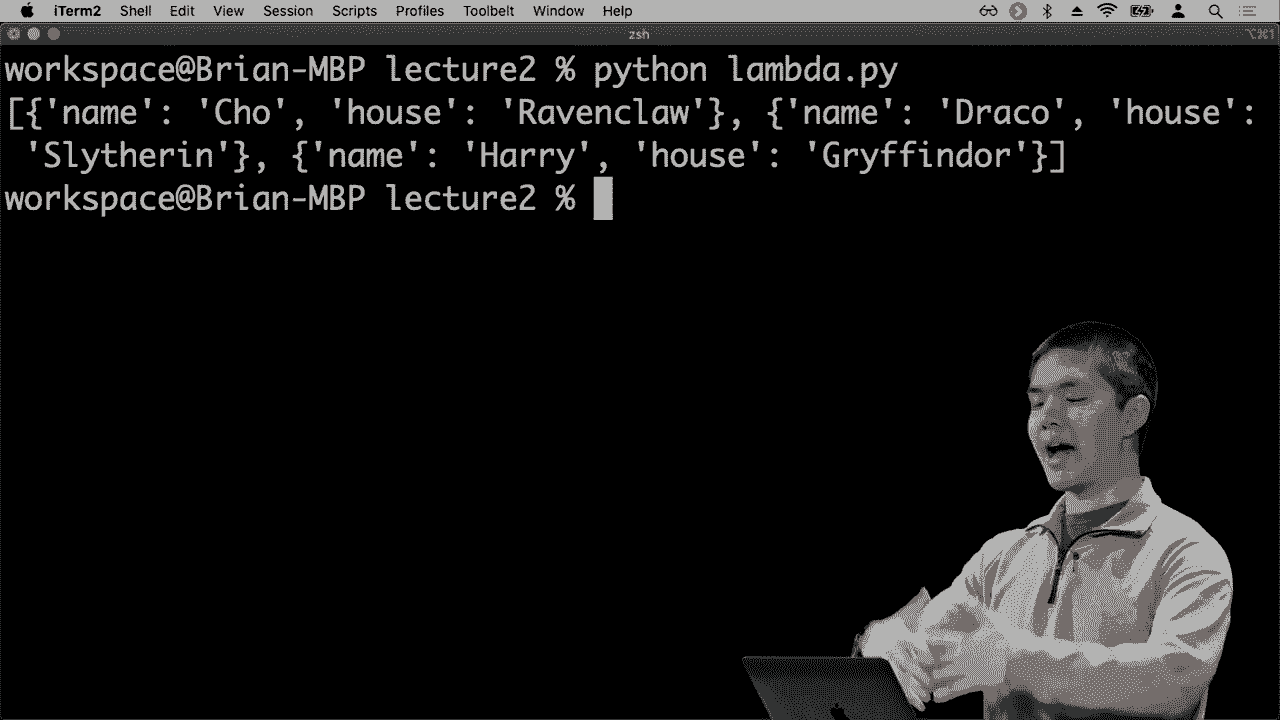 iTerm2 Shell Edit View Session Scripts Profiles Toolbelt Window Help
zsh ⌥⌘1
workspace@Brian-MBP lecture2 % python lambda.py
[{'name': 'Cho', 'house': 'Ravenclaw'}, {'name': 'Draco', 'house':
 'Slytherin'}, {'name': 'Harry', 'house': 'Gryffindor'}]
workspace@Brian-MBP lecture2 %